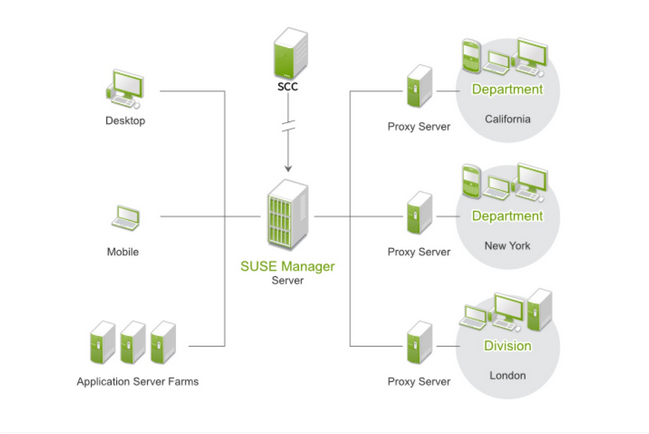 SCC
Desktop
Mobile
Application Server Farms
SUSE Manager
Server
Proxy Server
Department
California
Proxy Server
Department
New York
Proxy Server
Division
London